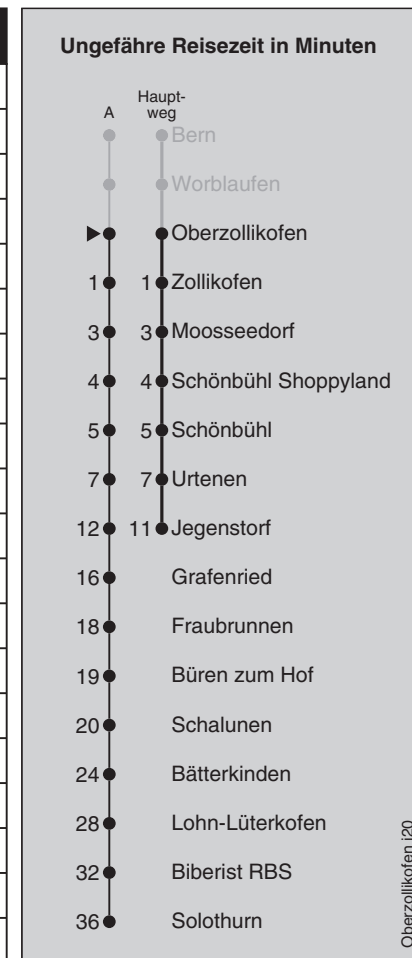 Ungefähre Reisezeit in Minuten
A Haupt-
weg
Bern
Worblaufen
Oberzollikofen
1 1 Zollikofen
3 3 Moosseedorf
4 4 Schönbühl Shoppyland
5 5 Schönbühl
7 7 Urtenen
12 11 Jegenstorf
16 Grafenried
18 Fraubrunnen
19 Büren zum Hof
20 Schalunen
24 Bätterkinden
28 Lohn-Lüterkofen
32 Biberist RBS
36 Solothurn
Oberzollikofen j20